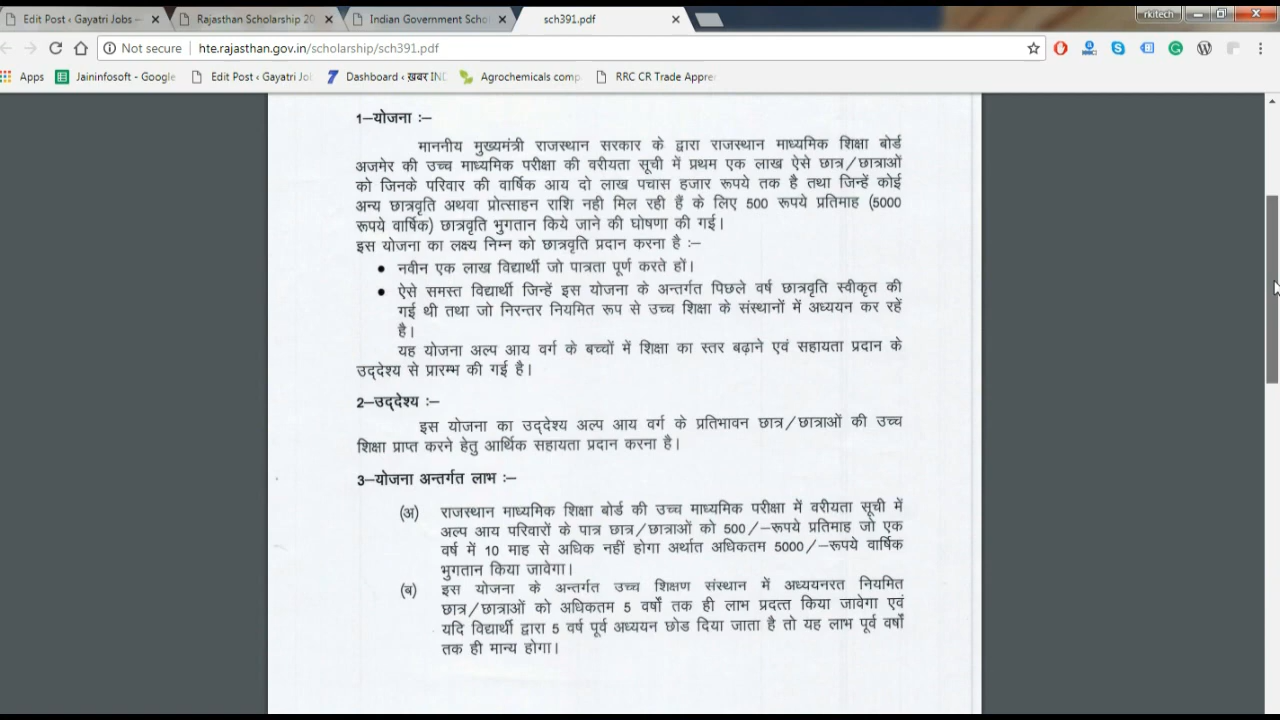 Edit Post ‹ Gayatri Jobs —
Rajasthan Scholarship 20
Indian Government Scho
sch391.pdf
rkitech
Not secure
hte.rajasthan.gov.in/scholarship/sch391.pdf
Apps
Jaininfosoft - Google
Edit Post ‹ Gayatri Jo
Dashboard ‹ ख़बर IN
Agrochemicals comp
RRC CR Trade Appre
1–योजना :–
माननीय मुख्यमंत्री राजस्थान सरकार के द्वारा राजस्थान माध्यमिक शिक्षा बोर्ड
अजमेर की उच्च माध्यमिक परीक्षा की वरीयता सूची में प्रथम एक लाख ऐसे छात्र/छात्राओं
को जिनके परिवार की वार्षिक आय दो लाख पचास हजार रूपये तक है तथा जिन्हें कोई
अन्य छात्रवृति अथवा प्रोत्साहन राशि नही मिल रही हैं के लिए 500 रूपये प्रतिमाह (5000
रूपये वार्षिक) छात्रवृति भुगतान किये जाने की घोषणा की गई।
इस योजना का लक्ष्य निम्न को छात्रवृति प्रदान करना है :–
• नवीन एक लाख विद्यार्थी जो पात्रता पूर्ण करते हों।
• ऐसे समस्त विद्यार्थी जिन्हें इस योजना के अन्तर्गत पिछले वर्ष छात्रवृति स्वीकृत की
गई थी तथा जो निरन्तर नियमित रूप से उच्च शिक्षा के संस्थानों में अध्ययन कर रहें
है।
यह योजना अल्प आय वर्ग के बच्चों में शिक्षा का स्तर बढ़ाने एवं सहायता प्रदान के
उद्देश्य से प्रारम्भ की गई है।
2–उद्देश्य :–
इस योजना का उद्देश्य अल्प आय वर्ग के प्रतिभावन छात्र/छात्राओं की उच्च
शिक्षा प्राप्त करने हेतु आर्थिक सहायता प्रदान करना है।
3–योजना अन्तर्गत लाभ :–
(अ) राजस्थान माध्यमिक शिक्षा बोर्ड की उच्च माध्यमिक परीक्षा में वरीयता सूची में
अल्प आय परिवारों के पात्र छात्र/छात्राओं को 500/–रूपये प्रतिमाह जो एक
वर्ष में 10 माह से अधिक नहीं होगा अर्थात अधिकतम 5000/–रूपये वार्षिक
भुगतान किया जावेगा।
(ब) इस योजना के अन्तर्गत उच्च शिक्षण संस्थान में अध्ययनरत नियमित
छात्र/छात्राओं को अधिकतम 5 वर्षों तक ही लाभ प्रदत्त किया जावेगा एवं
यदि विद्यार्थी द्वारा 5 वर्ष पूर्व अध्ययन छोड दिया जाता है तो यह लाभ पूर्व वर्षों
तक ही मान्य होगा।